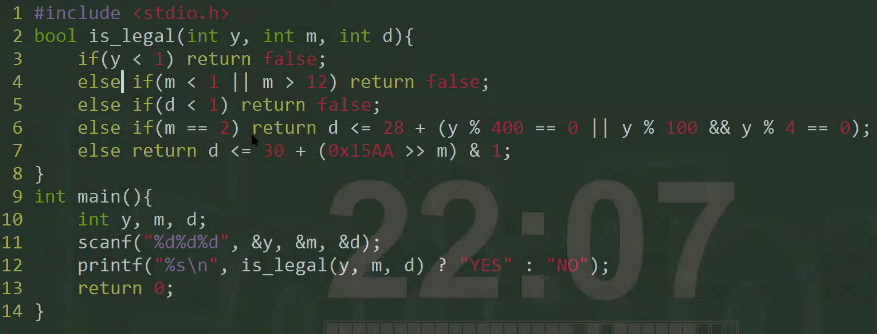 1 #include <stdio.h>
2 bool is_legal(int y, int m, int d){
3     if(y < 1) return false;
4     else if(m < 1 || m > 12) return false;
5     else if(d < 1) return false;
6     else if(m == 2) return d <= 28 + (y % 400 == 0 || y % 100 && y % 4 == 0);
7     else return d <= 30 + (0x15AA >> m) & 1;
8 }
9 int main(){
10     int y, m, d;
11     scanf("%d%d%d", &y, &m, &d);
12     printf("%s\n", is_legal(y, m, d) ? "YES" : "NO");
13     return 0;
14 }
22:07